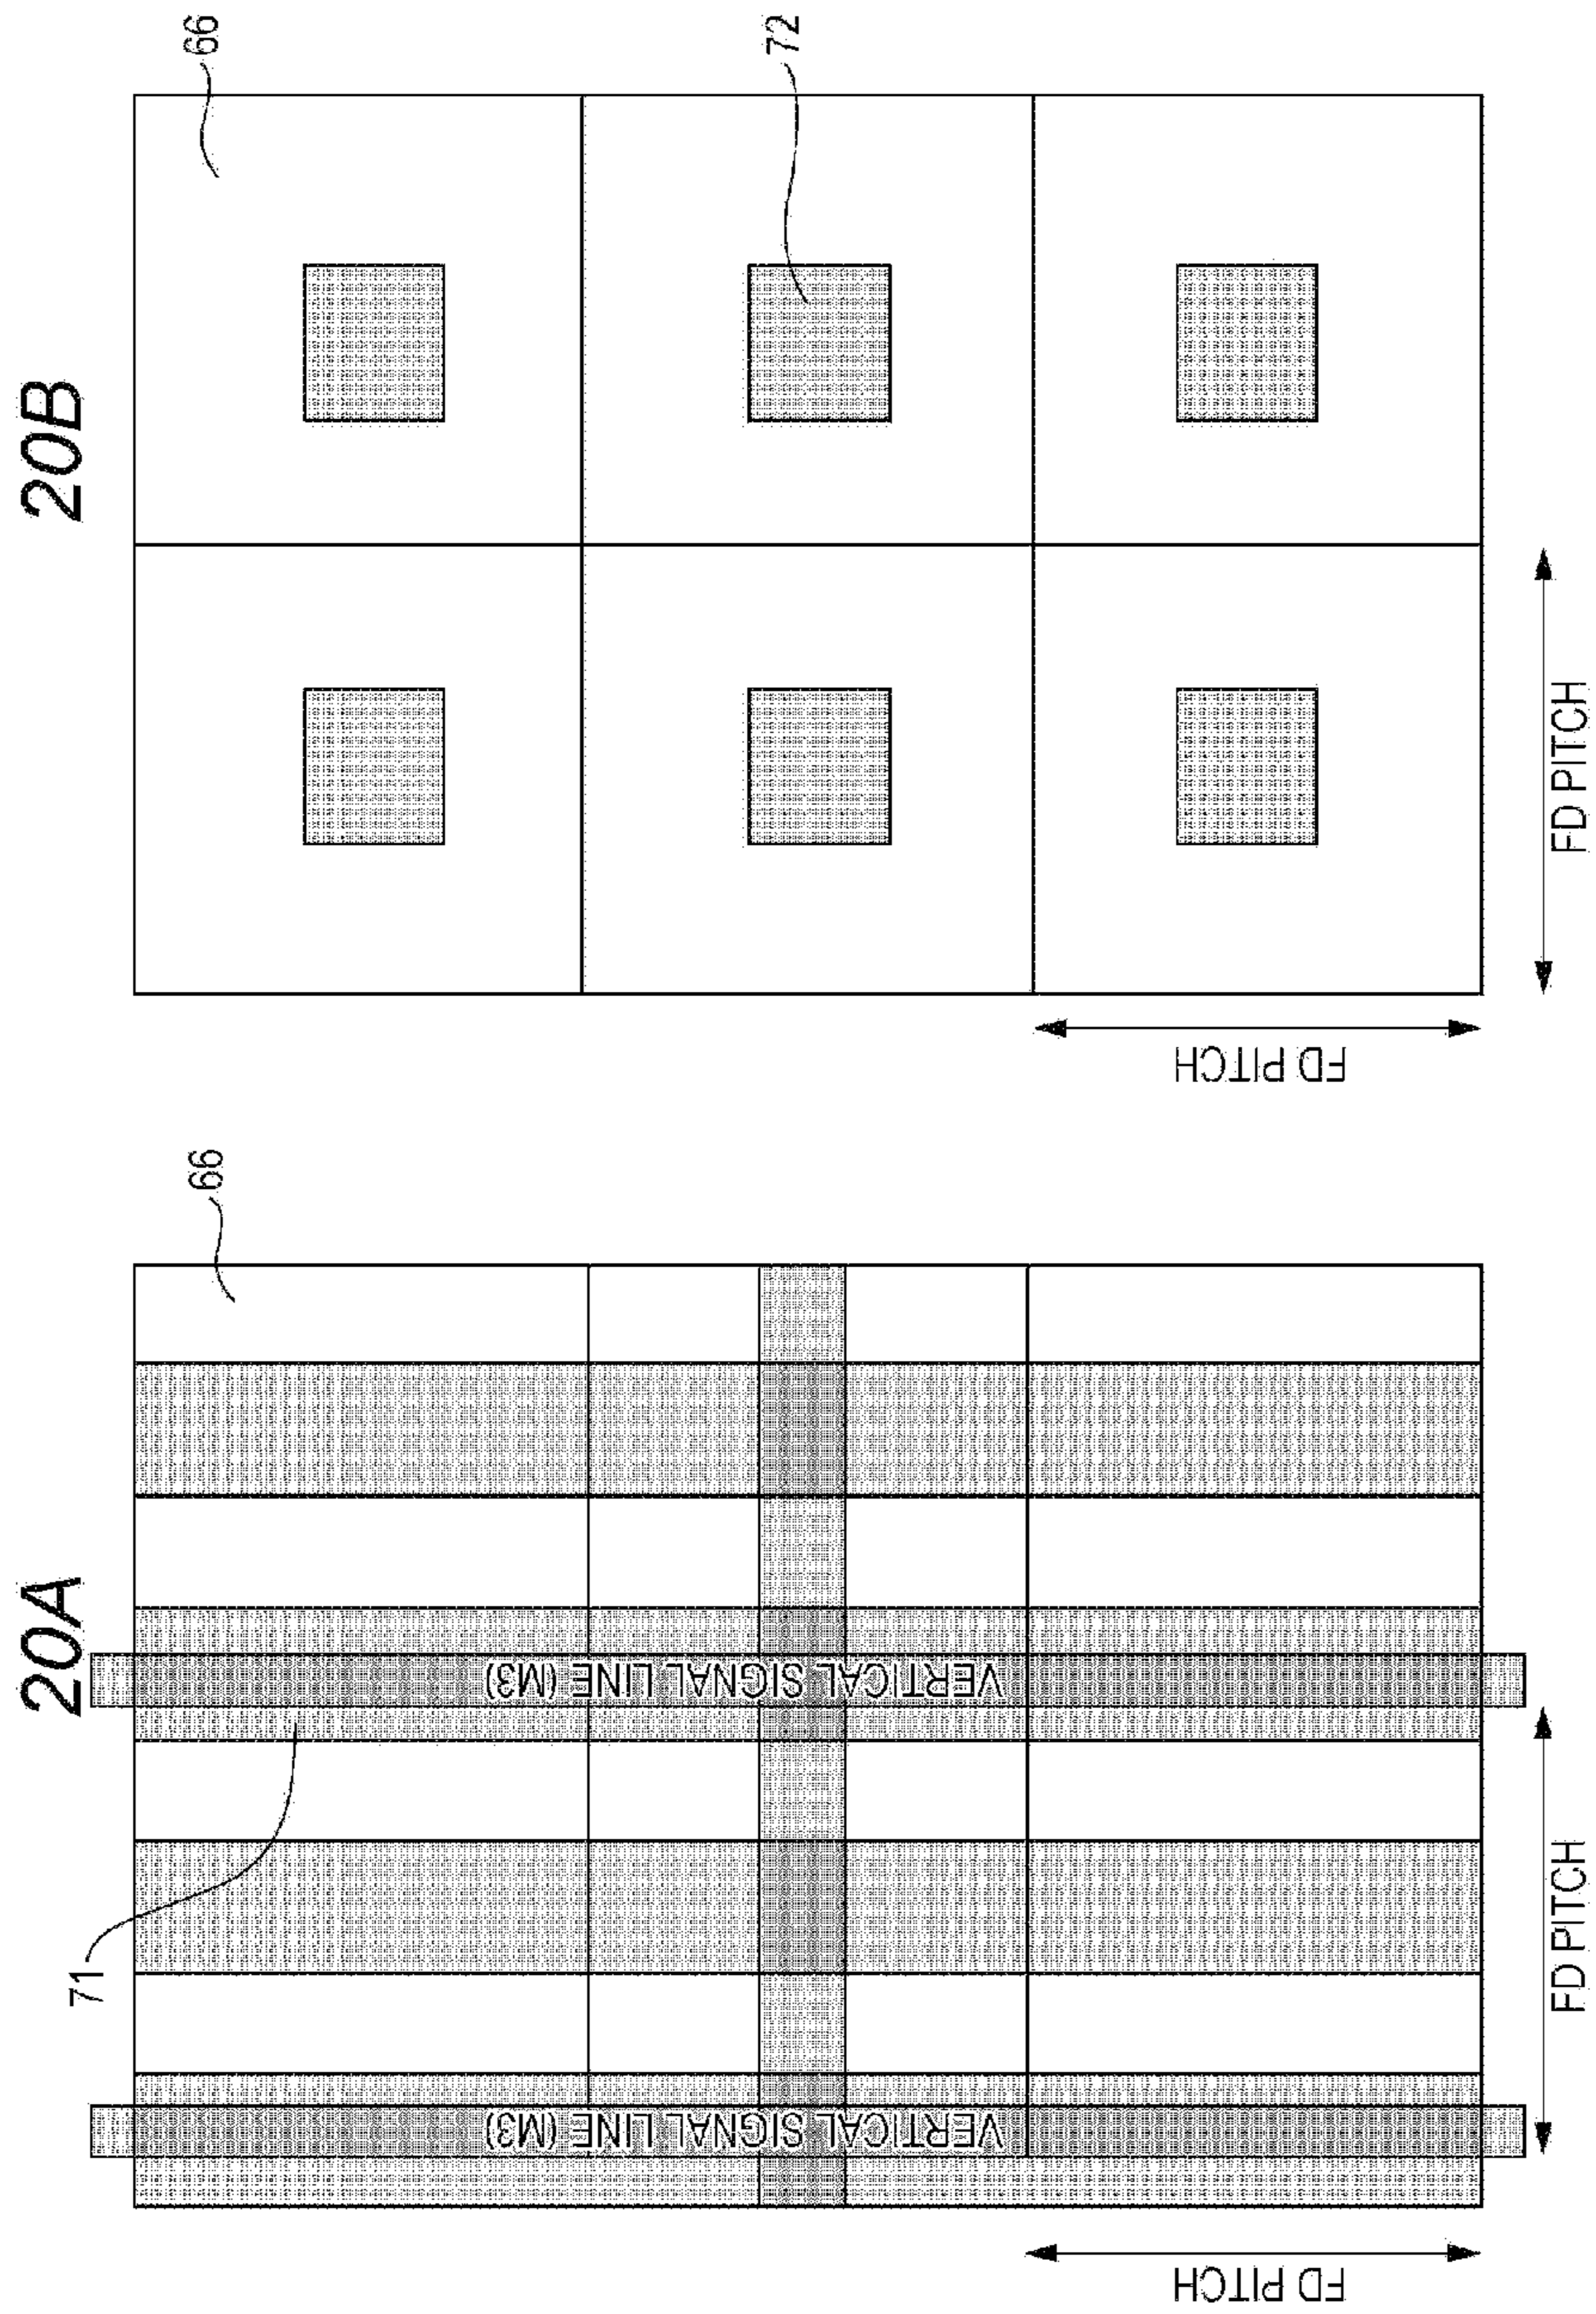 20A
66
71
VERTICAL SIGNAL LINE (M3)
VERTICAL SIGNAL LINE (M3)
FD PITCH
FD PITCH
20B
66
72
FD PITCH
FD PITCH